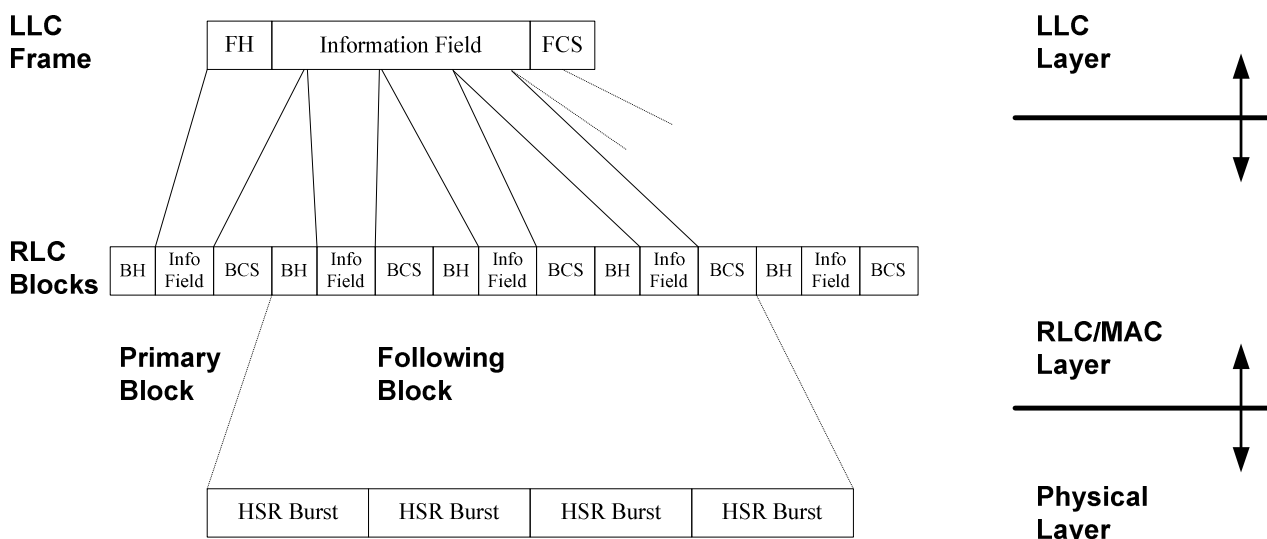 LLC
Frame
FH
Information Field
FCS
LLC
Layer
RLC
Blocks
BH
Info
Field
BCS
BH
Info
Field
BCS
BH
Info
Field
BCS
BH
Info
Field
BCS
BH
Info
Field
BCS
Primary
Block
Following
Block
RLC/MAC
Layer
HSR Burst
HSR Burst
HSR Burst
HSR Burst
Physical
Layer